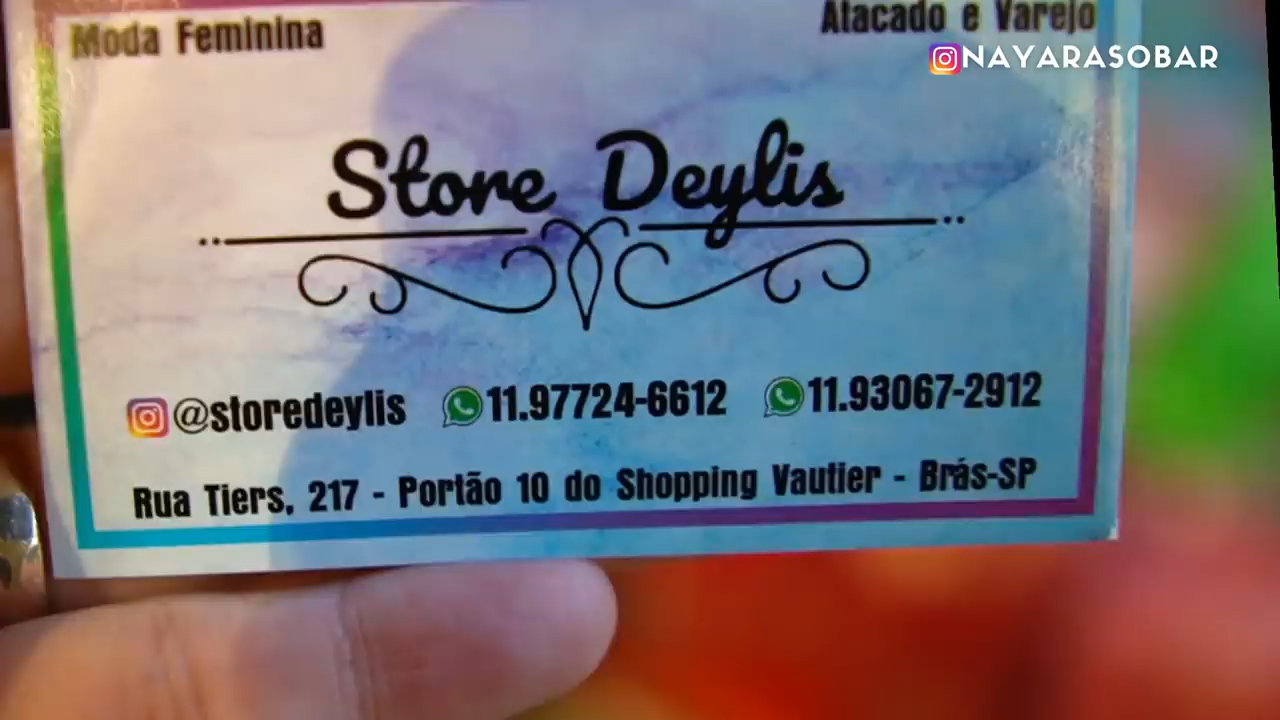 Moda Feminina
Atacado e Varejo
NAYARASOBAR
Store Deylis
@storedeylis 11.97724-6612 11.93067-2912
Rua Tiers, 217 - Portão 10 do Shopping Vautier - Brás-SP